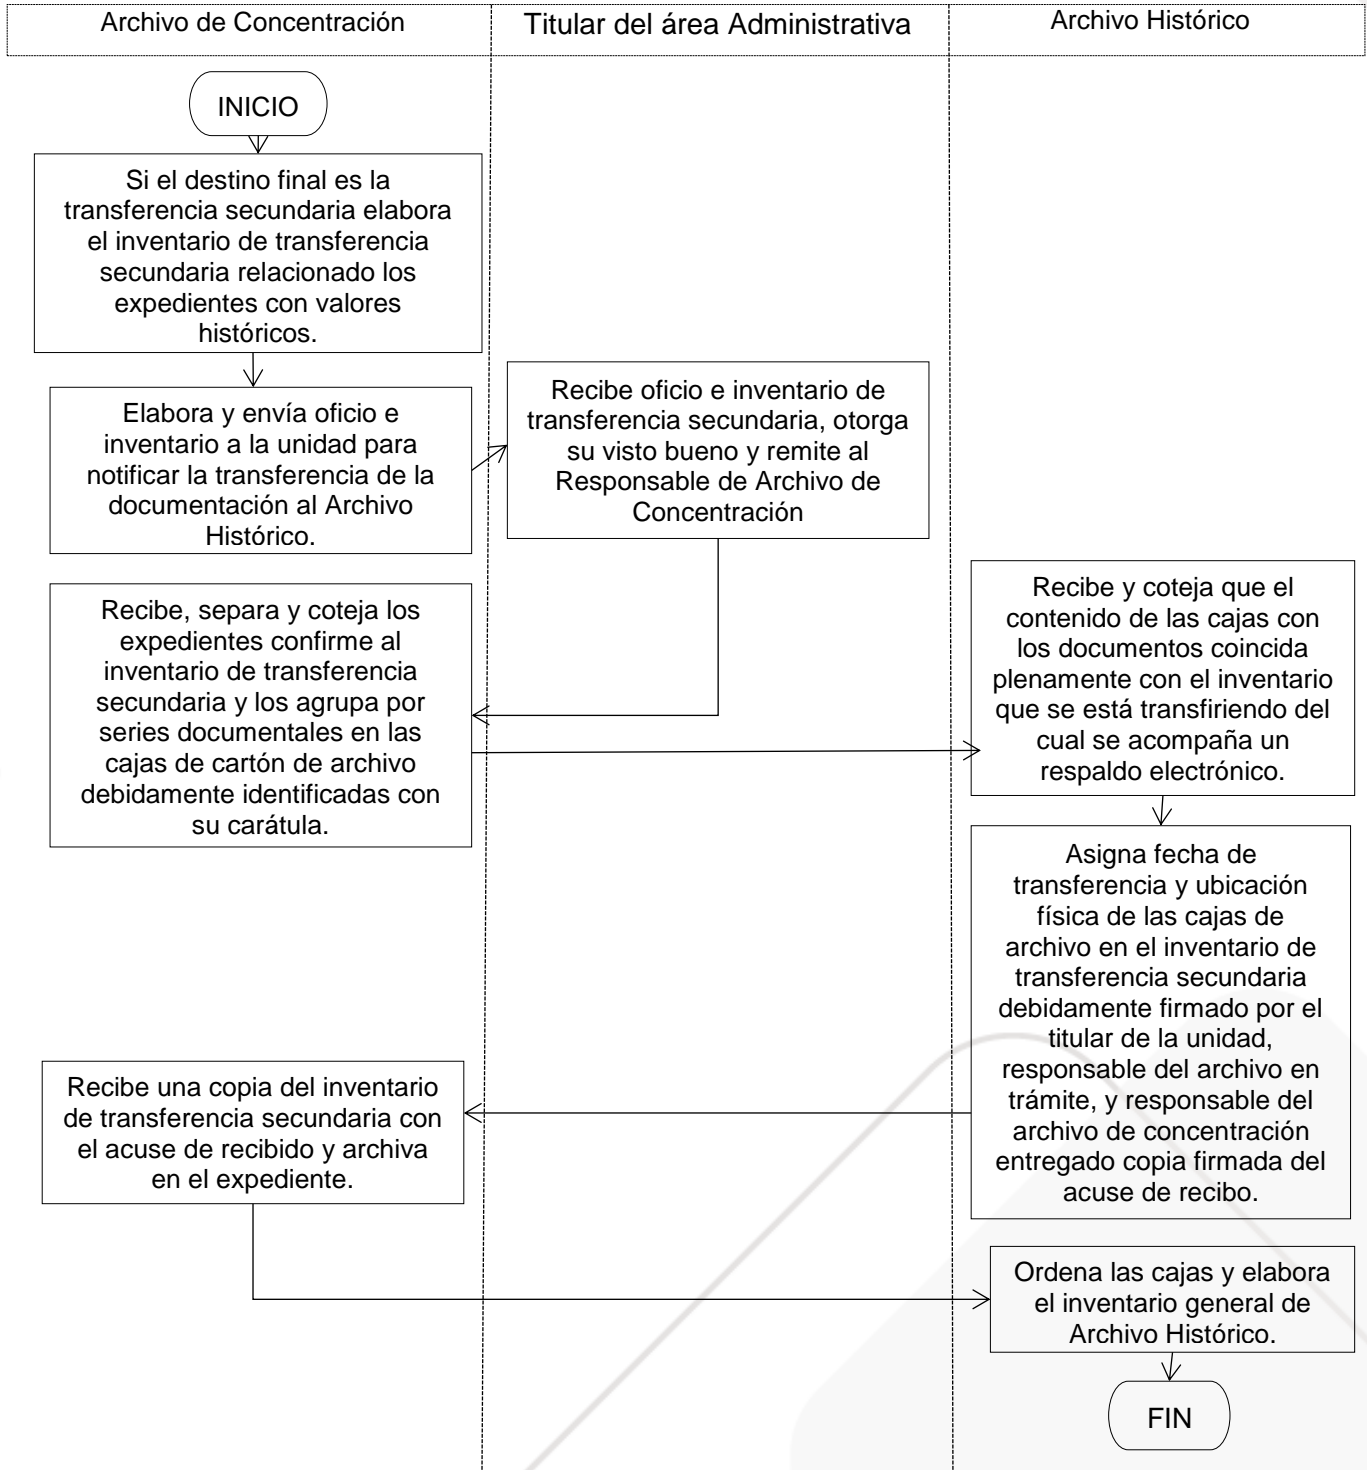 Archivo de Concentración
Titular del área Administrativa
Archivo Histórico
INICIO
Si el destino final es la
transferencia secundaria elabora
el inventario de transferencia
secundaria relacionado los
expedientes con valores
históricos.
Elabora y envía oficio e
inventario a la unidad para
notificar la transferencia de la
documentación al Archivo
Histórico.
Recibe oficio e inventario de
transferencia secundaria, otorga
su visto bueno y remite al
Responsable de Archivo de
Concentración
Recibe, separa y coteja los
expedientes confirme al
inventario de transferencia
secundaria y los agrupa por
series documentales en las
cajas de cartón de archivo
debidamente identificadas con
su carátula.
Recibe y coteja que el
contenido de las cajas con
los documentos coincida
plenamente con el inventario
que se está transfiriendo del
cual se acompaña un
respaldo electrónico.
Asigna fecha de
transferencia y ubicación
física de las cajas de
archivo en el inventario de
transferencia secundaria
debidamente firmado por el
titular de la unidad,
responsable del archivo en
trámite, y responsable del
archivo de concentración
entregado copia firmada del
acuse de recibo.
Recibe una copia del inventario
de transferencia secundaria con
el acuse de recibido y archiva
en el expediente.
Ordena las cajas y elabora
el inventario general de
Archivo Histórico.
FIN